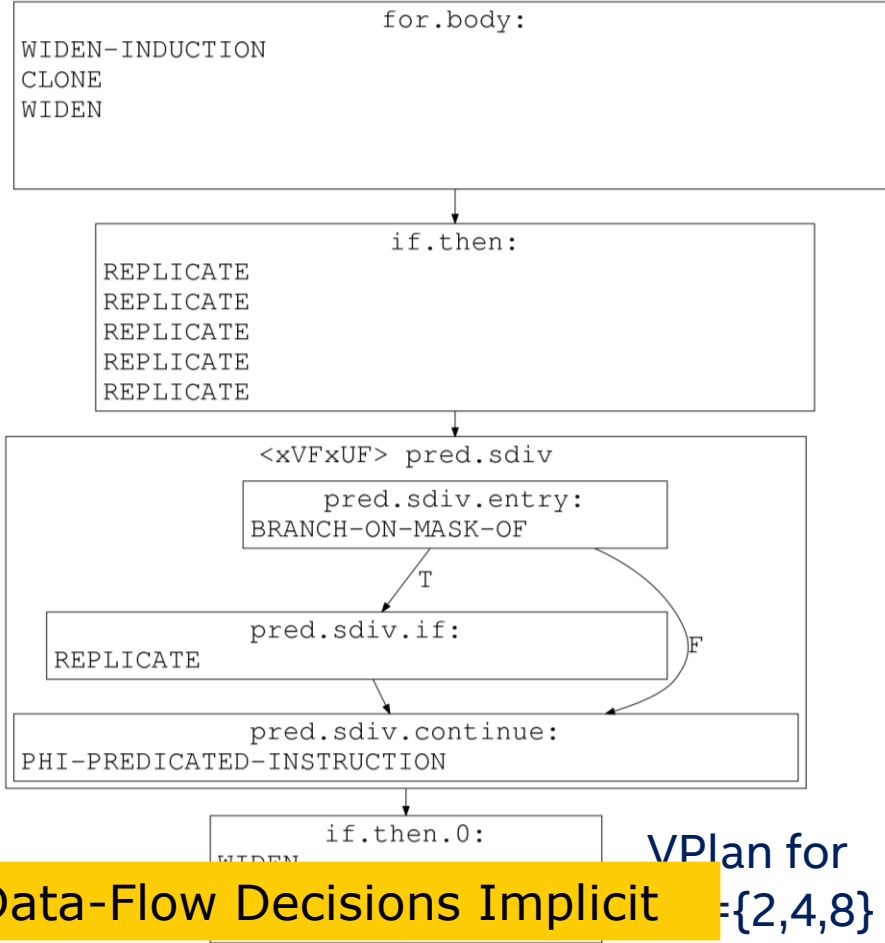 for.body:
WIDEN-INDUCTION
CLONE
WIDEN
if.then:
REPLICATE
REPLICATE
REPLICATE
REPLICATE
REPLICATE
<xVFxUF> pred.sdiv
pred.sdiv.entry:
BRANCH-ON-MASK-OF
T
F
pred.sdiv.if:
REPLICATE
pred.sdiv.continue:
PHI-PREDICATED-INSTRUCTION
if.then.0:
WIDEN
VPlan for
Data-Flow Decisions Implicit
={2,4,8}